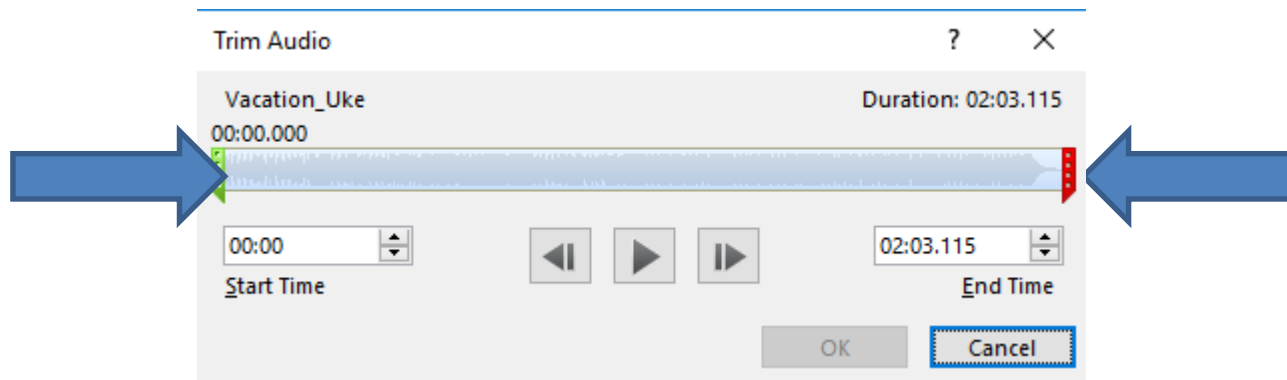 Trim Audio ?
Vacation_Uke Duration: 02:03.115
00:00.000
00:00 02:03.115
Start Time End Time
OK Cancel